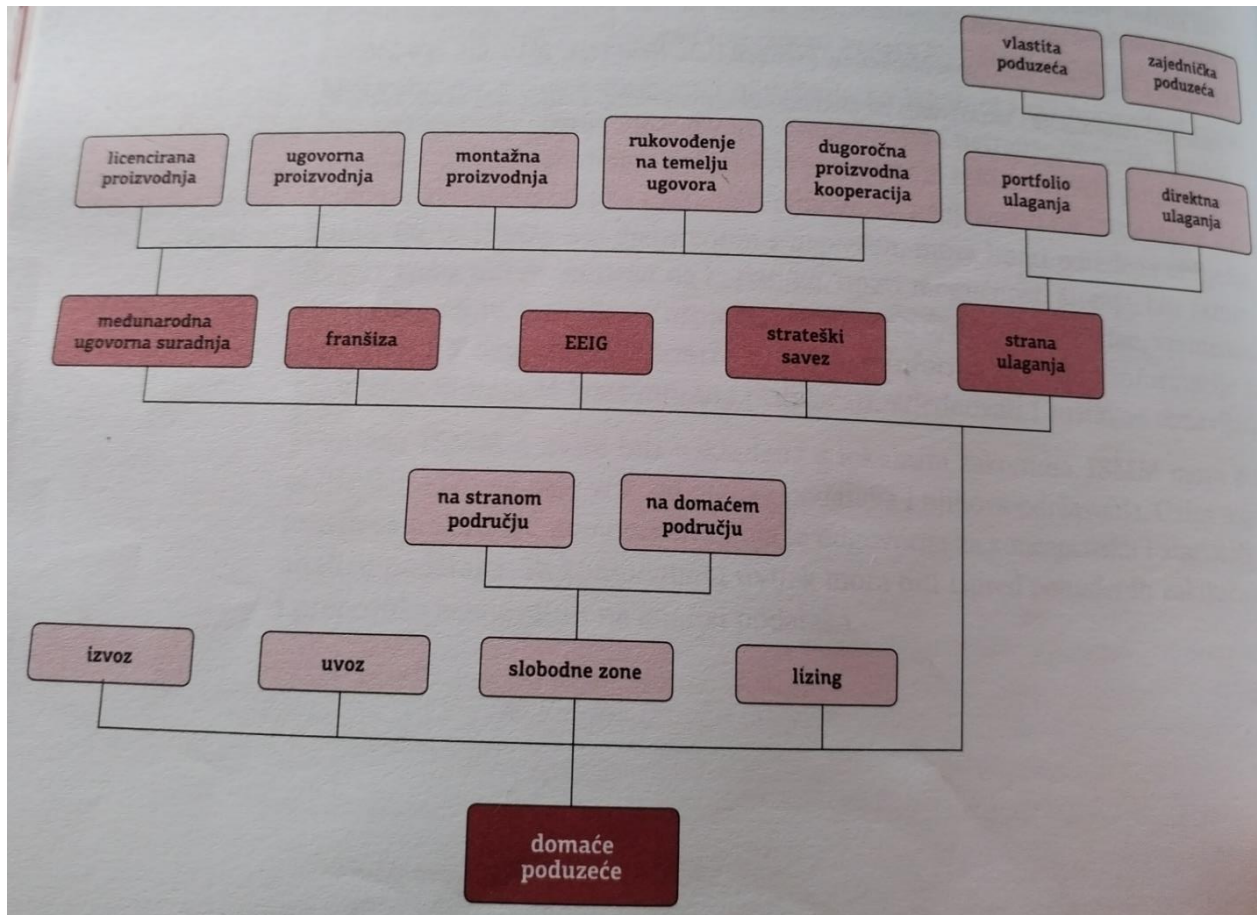 vlastita
poduzeća
zajednička
poduzeća
licencirana
proizvodnja
ugovorna
proizvodnja
montažna
proizvodnja
rukovođenje
na temelju
ugovora
dugoročna
proizvodna
kooperacija
portfolio
ulaganja
direktna
ulaganja
međunarodna
ugovorna suradnja
franšiza
EEIG
strateški
savez
strana
ulaganja
na stranom
području
na domaćem
području
izvoz
uvoz
slobodne zone
lizing
domaće
poduzeće